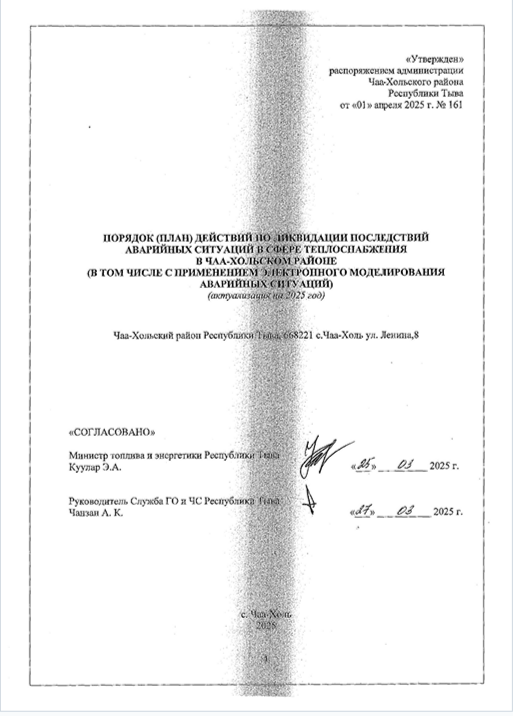 «Утвержден»
распоряжением администрации
Чаа-Хольского района
Республики Тыва
от «01» апреля 2025 г. № 161
ПОРЯДОК (ПЛАН) ДЕЙСТВИЙ ПО ЛИКВИДАЦИИ ПОСЛЕДСТВИЙ
АВАРИЙНЫХ СИТУАЦИЙ В СФЕРЕ ТЕПЛОСНАБЖЕНИЯ
В ЧАА-ХОЛЬСКОМ РАЙОНЕ
(В ТОМ ЧИСЛЕ С ПРИМЕНЕНИЕМ ЭЛЕКТРОННОГО МОДЕЛИРОВАНИЯ
АВАРИЙНЫХ СИТУАЦИЙ)
(актуализация на 2025 год)
Чаа-Хольский район Республики Тыва, 668221 с.Чаа-Холь ул. Ленина,8
«СОГЛАСОВАНО»
Министр топлива и энергетики Республики Тыва
Куулар Э.А.
«25» 03 2025 г.
Руководитель Служба ГО и ЧС Республики Тыва
Чанзан А. К.
«27» 03 2025 г.
с. Чаа-Холь
2025
1